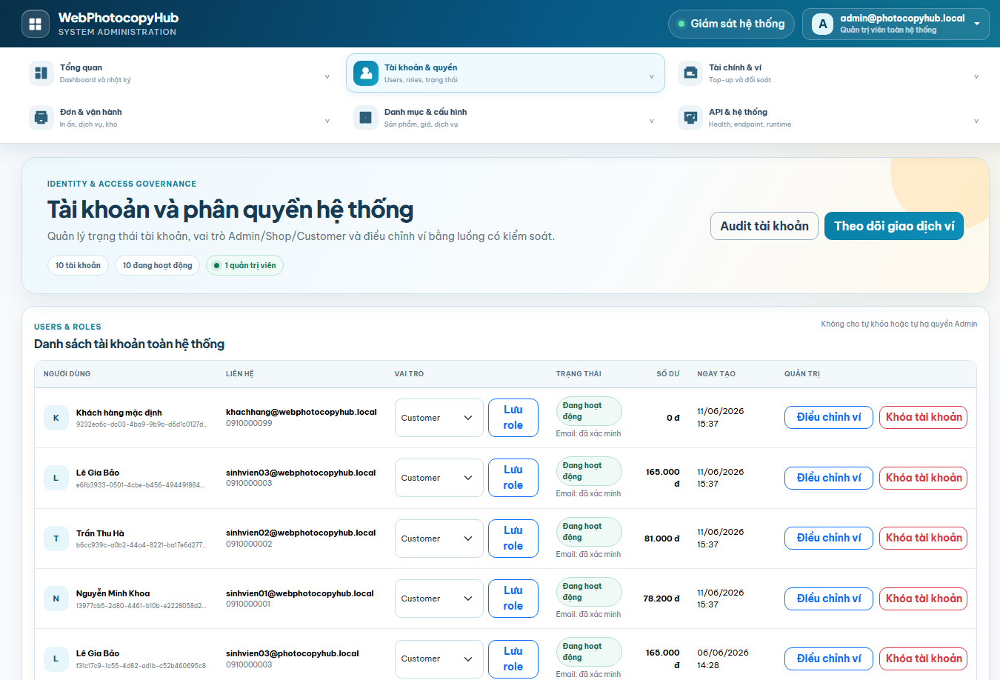 WebPhotocopyHub
SYSTEM ADMINISTRATION
Giám sát hệ thống
A
admin@photocopyhub.local
Quản trị viên toàn hệ thống
Tổng quan
Dashboard và nhật ký
v
Tài khoản & quyền
Users, roles, trạng thái
v
Tài chính & ví
Top-up và đối soát
v
Đơn & vận hành
In ấn, dịch vụ, kho
v
Danh mục & cấu hình
Sản phẩm, giá, dịch vụ
v
API & hệ thống
Health, endpoint, runtime
v
IDENTITY & ACCESS GOVERNANCE
Tài khoản và phân quyền hệ thống
Quản lý trạng thái tài khoản, vai trò Admin/Shop/Customer và điều chỉnh ví bằng luồng có kiểm soát.
10 tài khoản
10 đang hoạt động
1 quản trị viên
Audit tài khoản
Theo dõi giao dịch ví
USERS & ROLES
Danh sách tài khoản toàn hệ thống
Không cho tự khóa hoặc tự hạ quyền Admin
NGƯỜI DÙNG LIÊN HỆ VAI TRÒ TRẠNG THÁI SỐ DƯ NGÀY TẠO QUẢN TRỊ
K
Khách hàng mặc định
9232ea6c-dc03-4ba9-9b9a-d6d1c0127d...
khachhang@webphotocopyhub.local
0910000099
Customer
Lưu
role
Đang hoạt
động
Email: đã xác minh
0 đ
11/06/2026
15:37
Điều chỉnh ví
Khóa tài khoản
L
Lê Gia Bảo
e6fb3933-0501-4cbe-b456-49449f884...
sinhvien03@webphotocopyhub.local
0910000003
Customer
Lưu
role
Đang hoạt
động
Email: đã xác minh
165.000
đ
11/06/2026
15:37
Điều chỉnh ví
Khóa tài khoản
T
Trần Thu Hà
b6cc939c-a0b2-44a4-8221-ba17e6d277...
sinhvien02@webphotocopyhub.local
0910000002
Customer
Lưu
role
Đang hoạt
động
Email: đã xác minh
81.000 đ
11/06/2026
15:37
Điều chỉnh ví
Khóa tài khoản
N
Nguyễn Minh Khoa
13977cb5-2d80-4461-b10b-e2228058d2...
sinhvien01@webphotocopyhub.local
0910000001
Customer
Lưu
role
Đang hoạt
động
Email: đã xác minh
78.200 đ
11/06/2026
15:37
Điều chỉnh ví
Khóa tài khoản
L
Lê Gia Bảo
f31c17c9-1c55-4d82-ad1b-c52b460695c8
sinhvien03@photocopyhub.local
0910000003
Customer
Lưu
role
Đang hoạt
động
Email: đã xác minh
165.000
đ
06/06/2026
14:28
Điều chỉnh ví
Khóa tài khoản